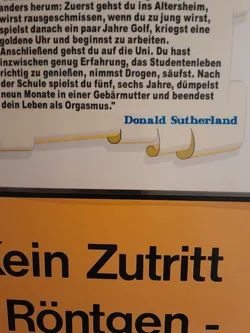 anders herum: Zuerst gehst du ins Altersheim,
wirst rausgeschmissen, wenn du zu jung wirst,
spielst danach ein paar Jahre Golf, kriegst eine
goldene Uhr und beginnst zu arbeiten.
Anschließend gehst du auf die Uni. Du hast
inzwischen genug Erfahrung, das Studentenleben
richtig zu genießen, nimmst Drogen, säufst. Nach
der Schule spielst du fünf, sechs Jahre, dümpelst
neun Monate in einer Gebärmutter und beendest
dein Leben als Orgasmus."
Donald Sutherland
Kein Zutritt
Röntgen -